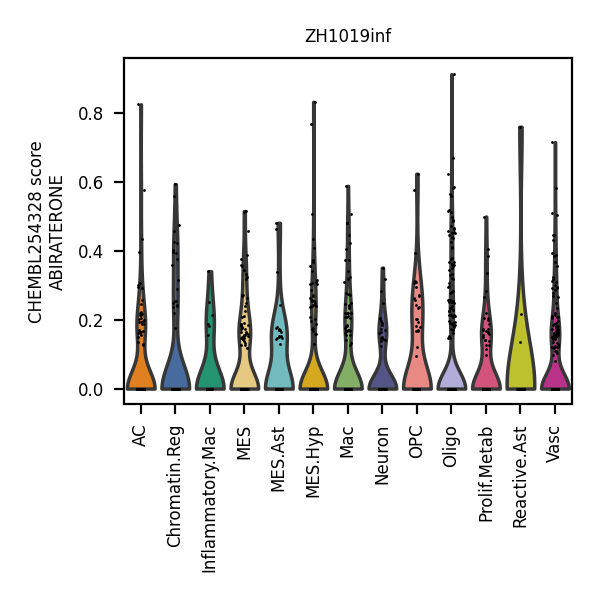 ZH1019inf
CHEMBL254328 score
ABIRATERONE
0.8
0.6
0.4
0.2
0.0
AC
Chromatin.Reg
Inflammatory.Mac
MES
MES.Ast
MES.Hyp
Mac
Neuron
OPC
Oligo
Prolif.Metab
Reactive.Ast
Vasc